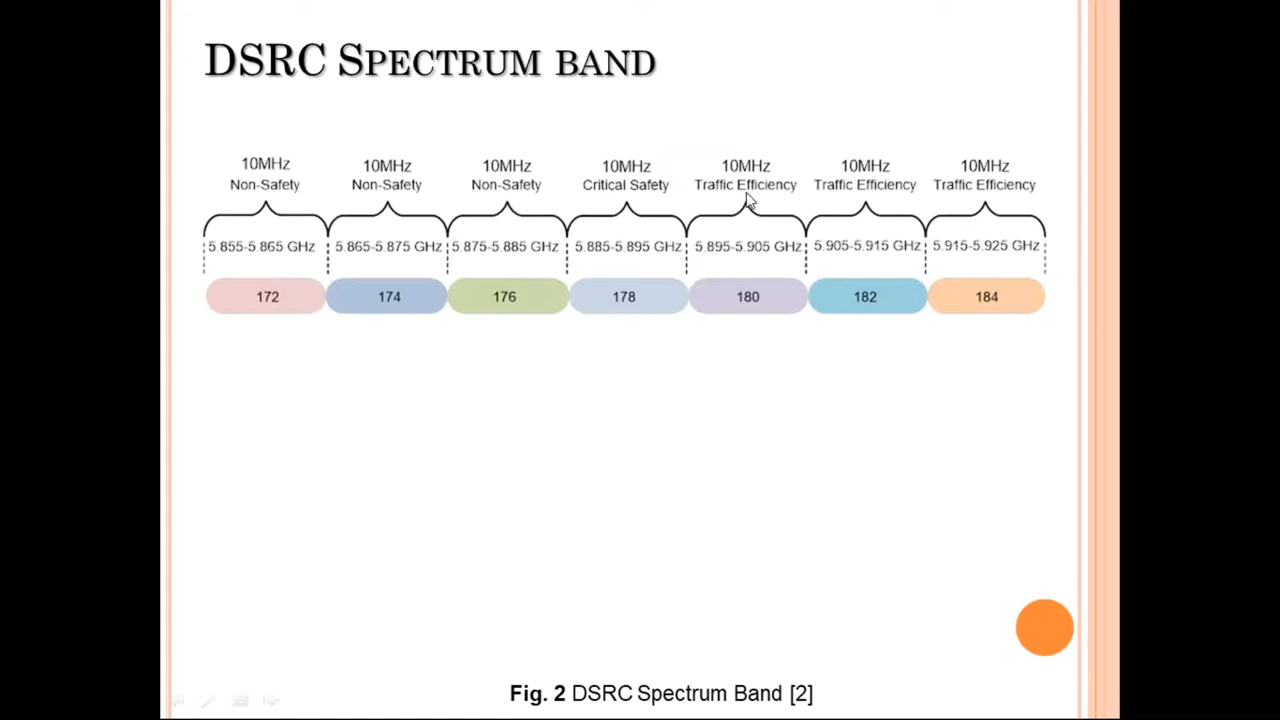 DSRC SPECTRUM BAND
10MHz 10MHz 10MHz 10MHz 10MHz 10MHz 10MHz
Non-Safety Non-Safety Non-Safety Critical Safety Traffic Efficiency Traffic Efficiency Traffic Efficiency
5.855-5.865 GHz 5.865-5.875 GHz 5.875-5.885 GHz 5.885-5.895 GHz 5.895-5.905 GHz 5.905-5.915 GHz 5.915-5.925 GHz
172 174 176 178 180 182 184
Fig. 2 DSRC Spectrum Band [2]